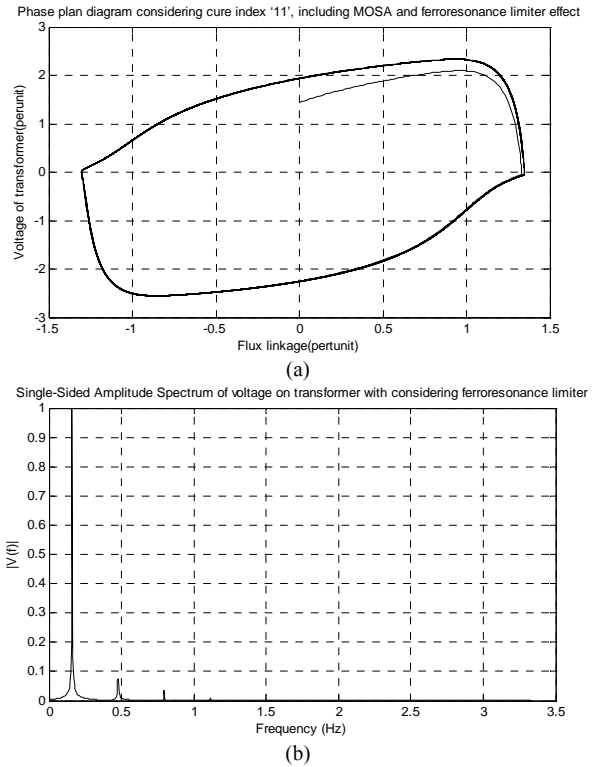 Phase plan diagram considering cure index '11', including MOSA and ferroresonance limiter effect
3
2
1
0
-1
-2
-3
Voltage of transformer(perunit)
-1.5 -1 -0.5 0 0.5 1 1.5
Flux linkage(pertunit)
(a)
Single-Sided Amplitude Spectrum of voltage on transformer with considering ferroresonance limiter
1
0.9
0.8
0.7
0.6
0.5
0.4
0.3
0.2
0.1
0
|V(f)|
0 0.5 1 1.5 2 2.5 3 3.5
Frequency (Hz)
(b)